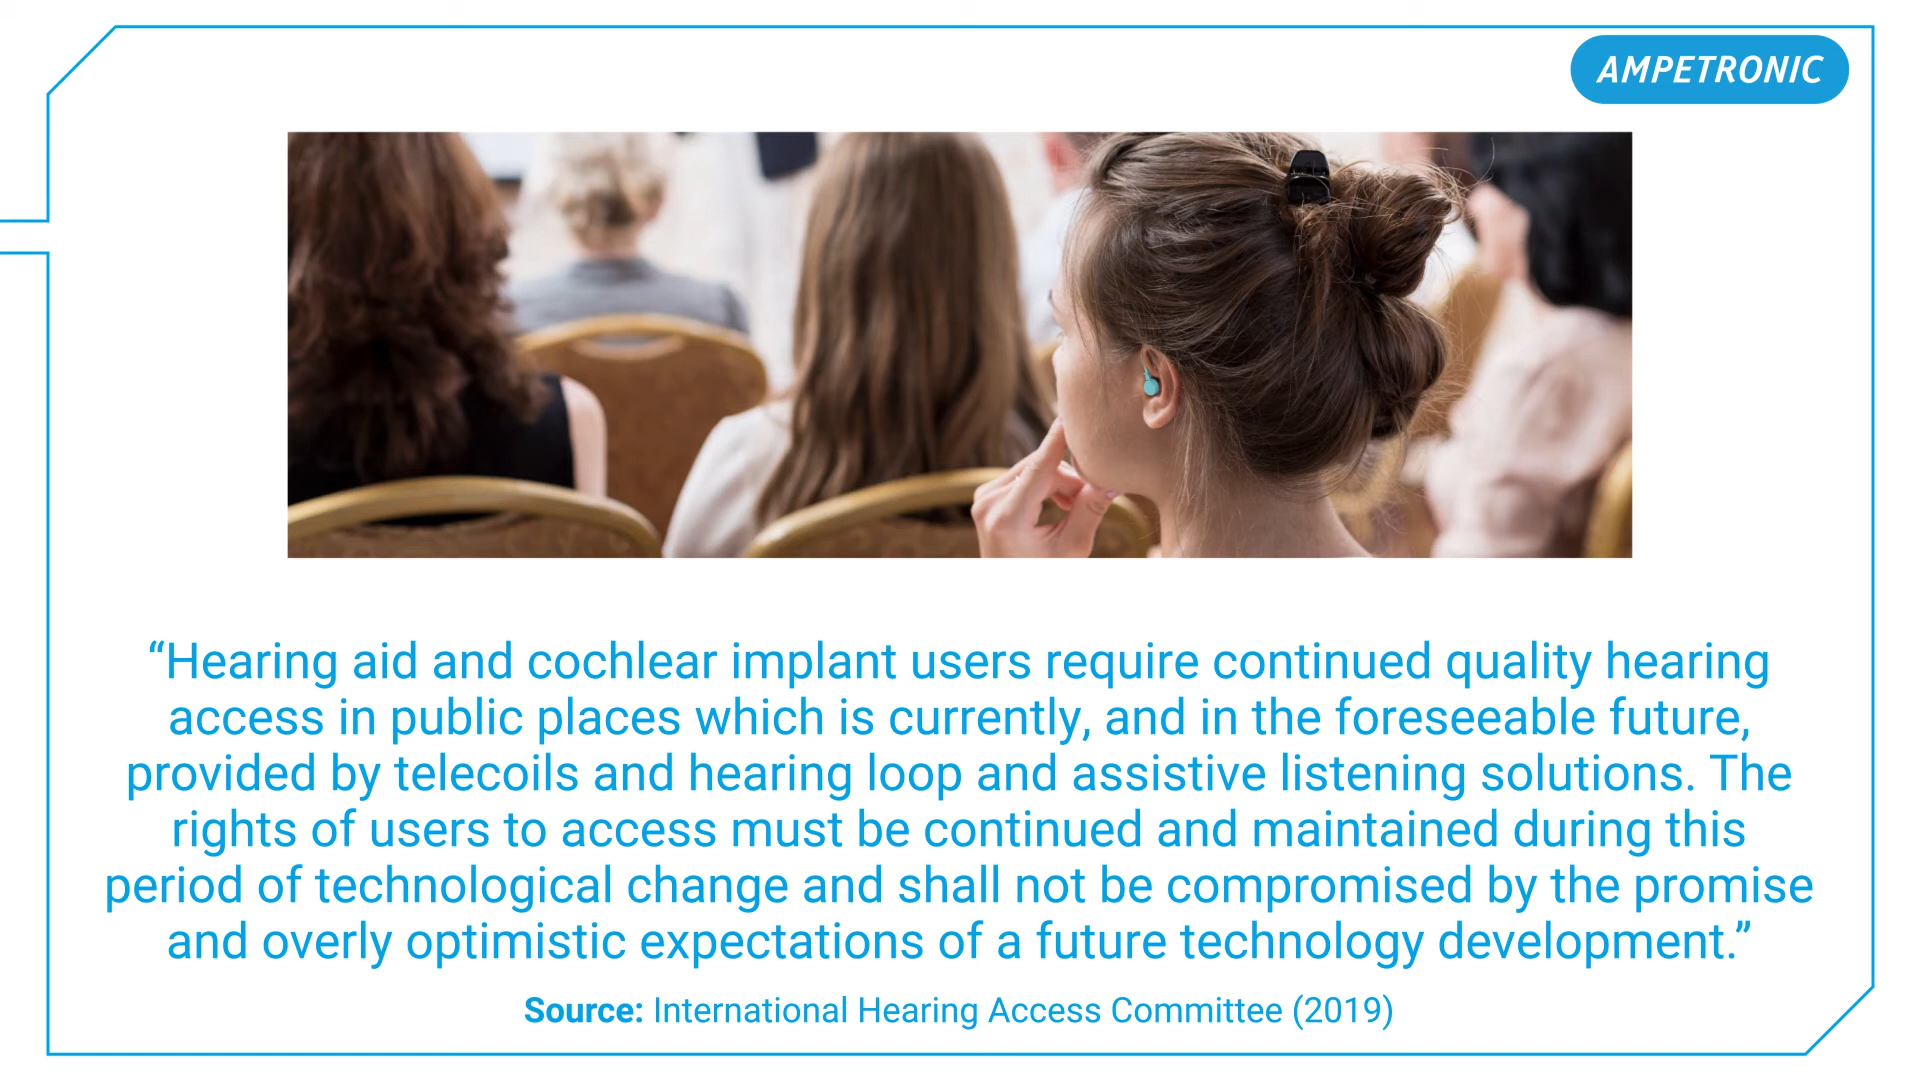 AMPETRONIC
“Hearing aid and cochlear implant users require continued quality hearing
access in public places which is currently, and in the foreseeable future,
provided by telecoils and hearing loop and assistive listening solutions. The
rights of users to access must be continued and maintained during this
period of technological change and shall not be compromised by the promise
and overly optimistic expectations of a future technology development.”
Source: International Hearing Access Committee (2019)